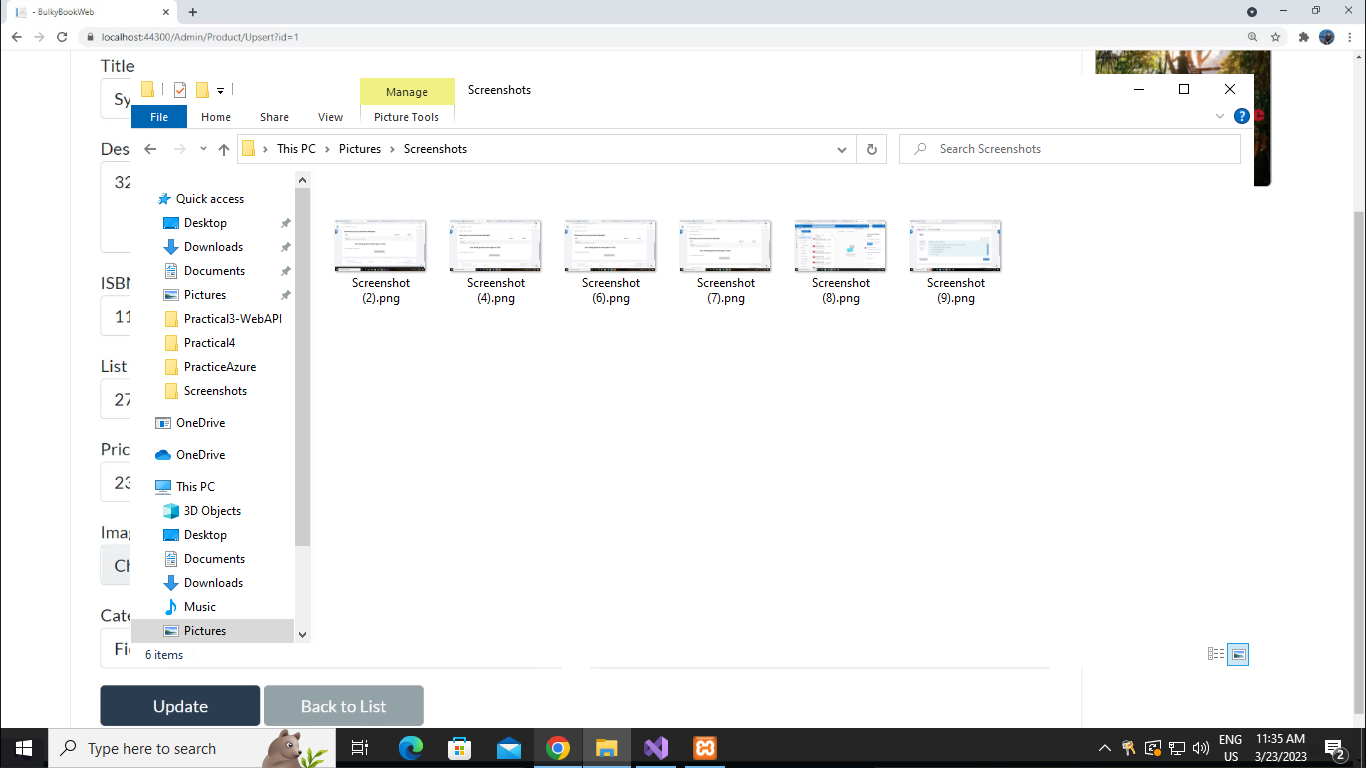 - BulkyBookWeb
localhost:44300/Admin/Product/Upsert?id=1
Title
Sy
Manage
Screenshots
File
Home
Share
View
Picture Tools
Des
This PC
Pictures
Screenshots
Search Screenshots
32
Quick access
Desktop
Downloads
Documents
Pictures
Practical3-WebAPI
Practical4
PracticeAzure
Screenshots
OneDrive
OneDrive
This PC
3D Objects
Desktop
Documents
Downloads
Music
Pictures
Screenshot
(2).png
Screenshot
(4).png
Screenshot
(6).png
Screenshot
(7).png
Screenshot
(8).png
Screenshot
(9).png
ISBN
11
List
27
Pric
23
Imag
Ch
Cate
Fic
6 items
Update
Back to List
Type here to search
ENG
US
11:35 AM
3/23/2023
2